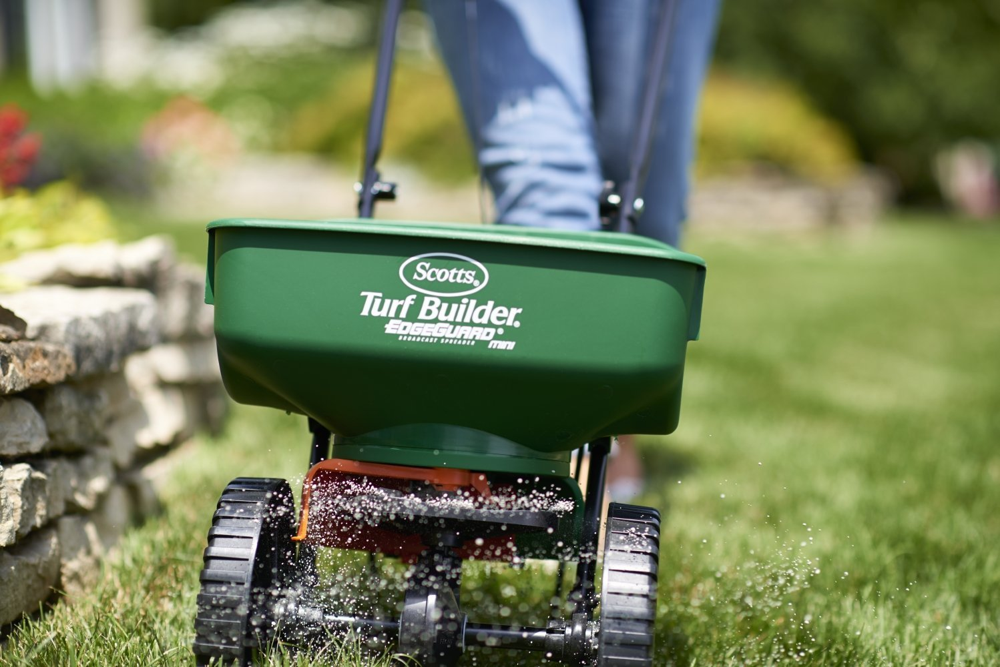 Scotts®
Turf Builder®
EDGEGUARD®
BROADCAST SPREADER mini